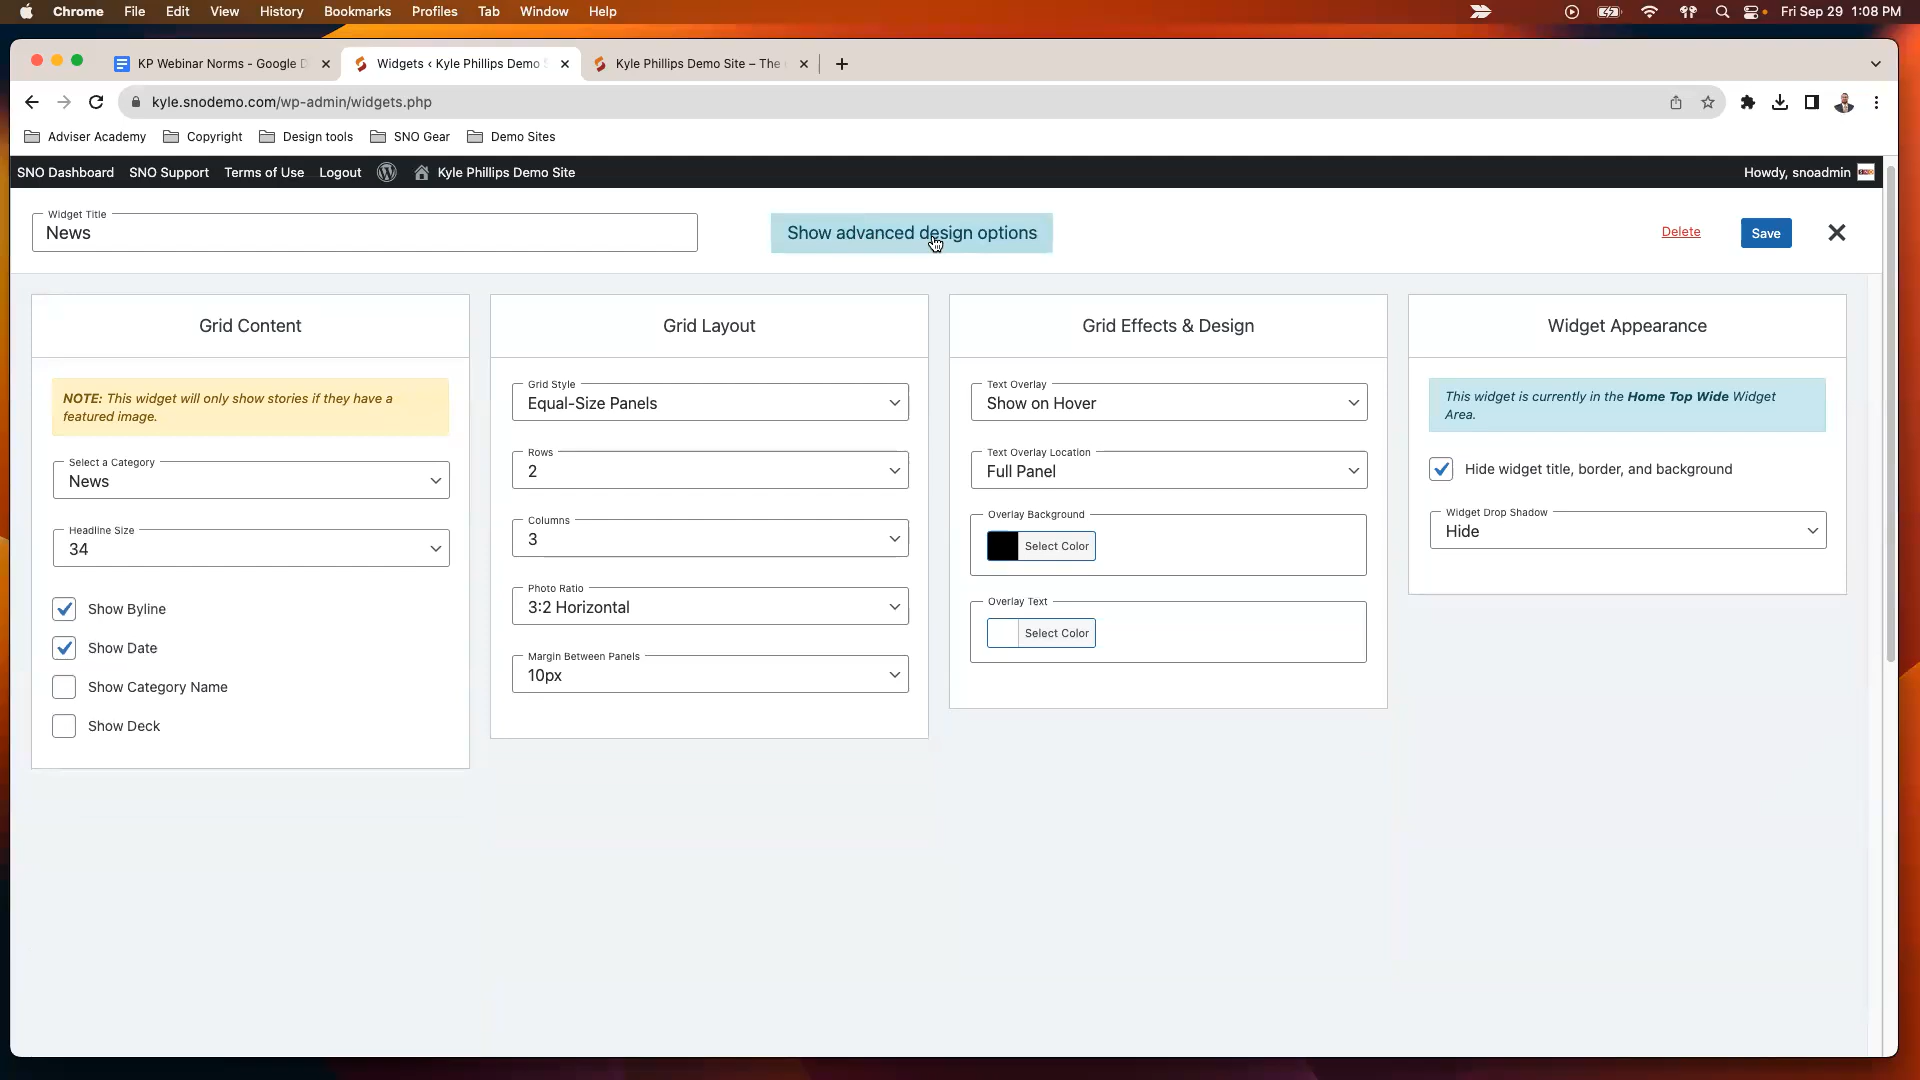 Chrome File Edit View History Bookmarks Profiles Tab Window Help Fri Sep 29 1:08 PM
KP Webinar Norms - Google D Widgets ‹ Kyle Phillips Demo S Kyle Phillips Demo Site – The
kyle.snodemo.com/wp-admin/widgets.php
Adviser Academy Copyright Design tools SNO Gear Demo Sites
SNO Dashboard SNO Support Terms of Use Logout Kyle Phillips Demo Site Howdy, snoadmin
Widget Title
News
Show advanced design options
Delete
Save
Grid Content
NOTE: This widget will only show stories if they have a
featured image.
Select a Category
News
Headline Size
34
Show Byline
Show Date
Show Category Name
Show Deck
Grid Layout
Grid Style
Equal-Size Panels
Rows
2
Columns
3
Photo Ratio
3:2 Horizontal
Margin Between Panels
10px
Grid Effects & Design
Text Overlay
Show on Hover
Text Overlay Location
Full Panel
Overlay Background
Select Color
Overlay Text
Select Color
Widget Appearance
This widget is currently in the Home Top Wide Widget
Area.
Hide widget title, border, and background
Widget Drop Shadow
Hide